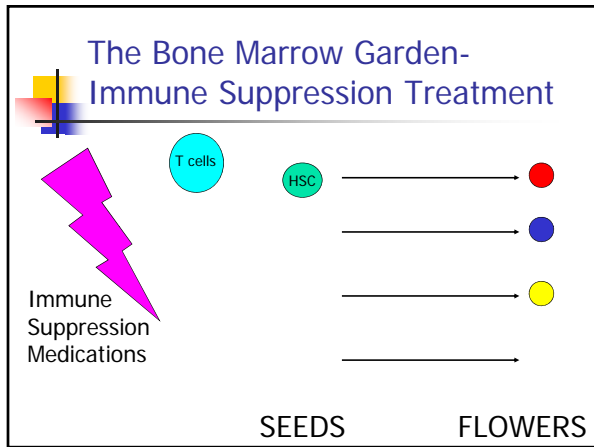 The Bone Marrow Garden-
Immune Suppression Treatment
T cells
HSC
Immune
Suppression
Medications
SEEDS
FLOWERS